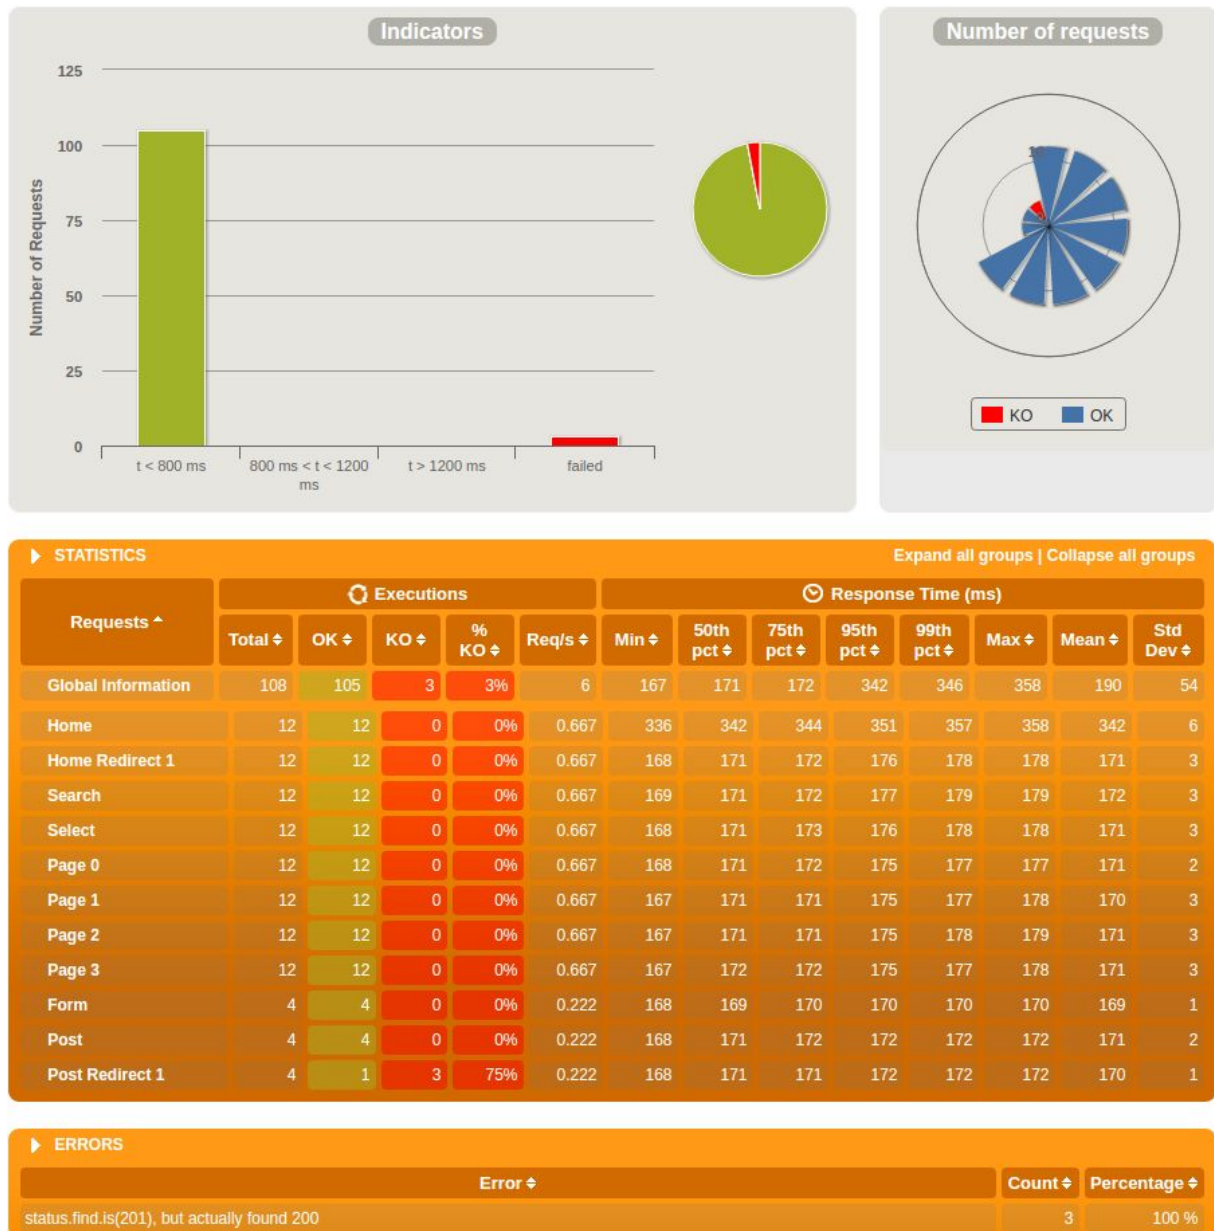 Indicators
Number of requests
125
100
75
50
25
0
Number of Requests
t < 800 ms
800 ms < t < 1200
ms
t > 1200 ms
failed
10
KO OK
STATISTICS Expand all groups | Collapse all groups
Requests Executions Response Time (ms)
Total OK KO % KO Req/s Min 50th pct 75th pct 95th pct 99th pct Max Mean Std Dev
Global Information 108 105 3 3% 6 167 171 172 342 346 358 190 54
Home 12 12 0 0% 0.667 336 342 344 351 357 358 342 6
Home Redirect 1 12 12 0 0% 0.667 168 171 172 176 178 178 171 3
Search 12 12 0 0% 0.667 169 171 172 177 179 179 172 3
Select 12 12 0 0% 0.667 168 171 173 176 178 178 171 3
Page 0 12 12 0 0% 0.667 168 171 172 175 177 177 171 2
Page 1 12 12 0 0% 0.667 167 171 171 175 177 178 170 3
Page 2 12 12 0 0% 0.667 167 171 171 175 178 179 171 3
Page 3 12 12 0 0% 0.667 167 172 172 175 177 178 171 3
Form 4 4 0 0% 0.222 168 169 170 170 170 170 169 1
Post 4 4 0 0% 0.222 168 171 172 172 172 172 171 2
Post Redirect 1 4 1 3 75% 0.222 168 171 171 172 172 172 170 1
ERRORS
Error Count Percentage
status.find.is(201), but actually found 200 3 100 %